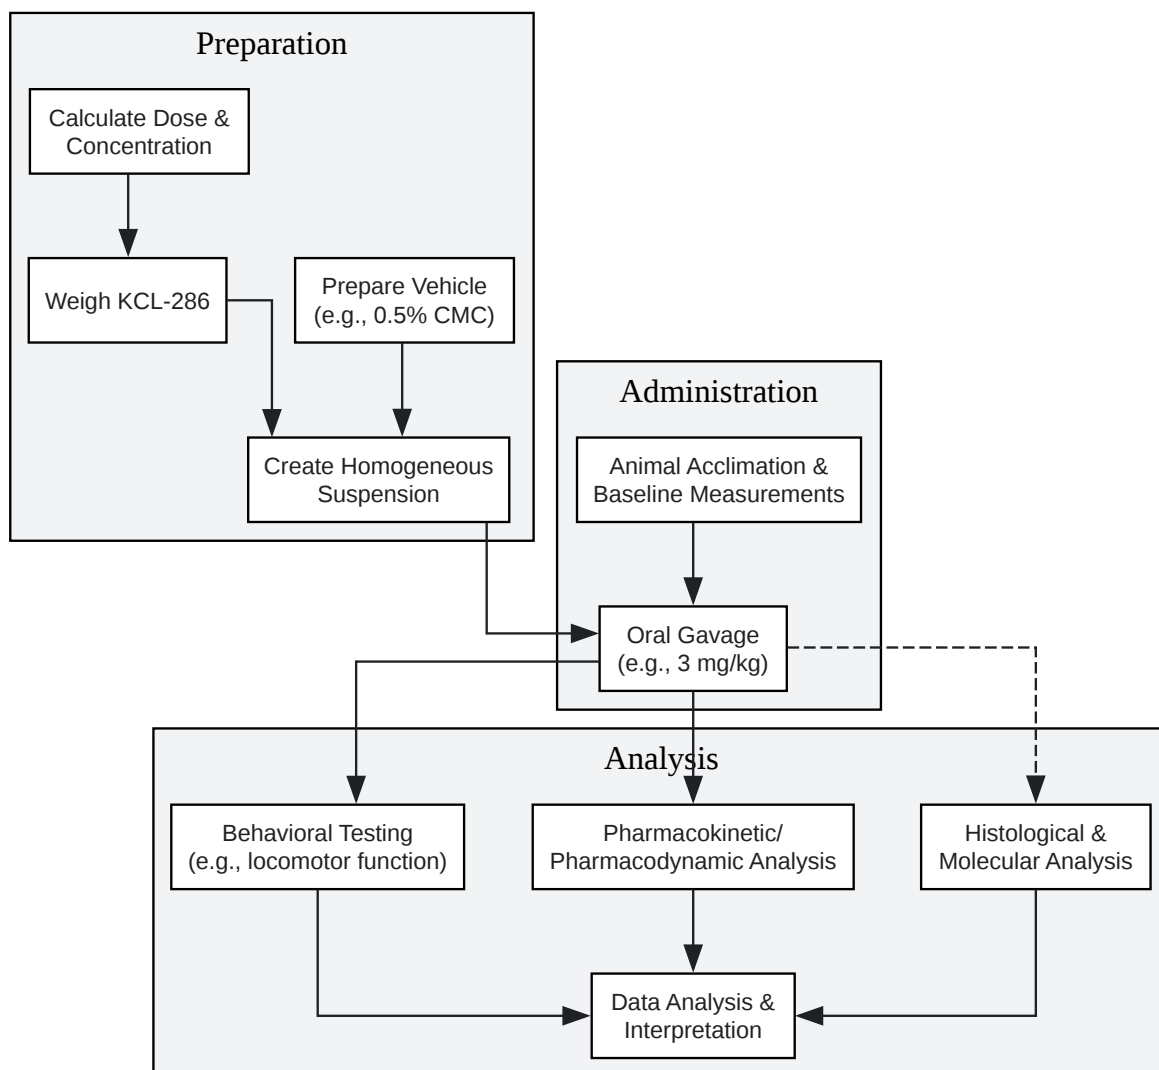 Preparation
Calculate Dose &
Concentration
Weigh KCL-286
Prepare Vehicle
(e.g., 0.5% CMC)
Create Homogeneous
Suspension
Administration
Animal Acclimation &
Baseline Measurements
Oral Gavage
(e.g., 3 mg/kg)
Analysis
Behavioral Testing
(e.g., locomotor function)
Pharmacokinetic/
Pharmacodynamic Analysis
Histological &
Molecular Analysis
Data Analysis &
Interpretation